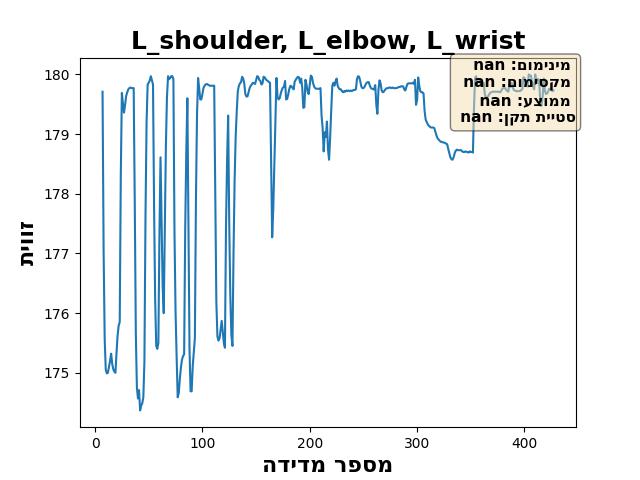 L_shoulder, L_elbow, L_wrist
מינימום: nan
מקסימום: nan
ממוצע: nan
סטיית תקן: nan
180
179
178
177
176
175
זווית
0 100 200 300 400
מספר מדידה